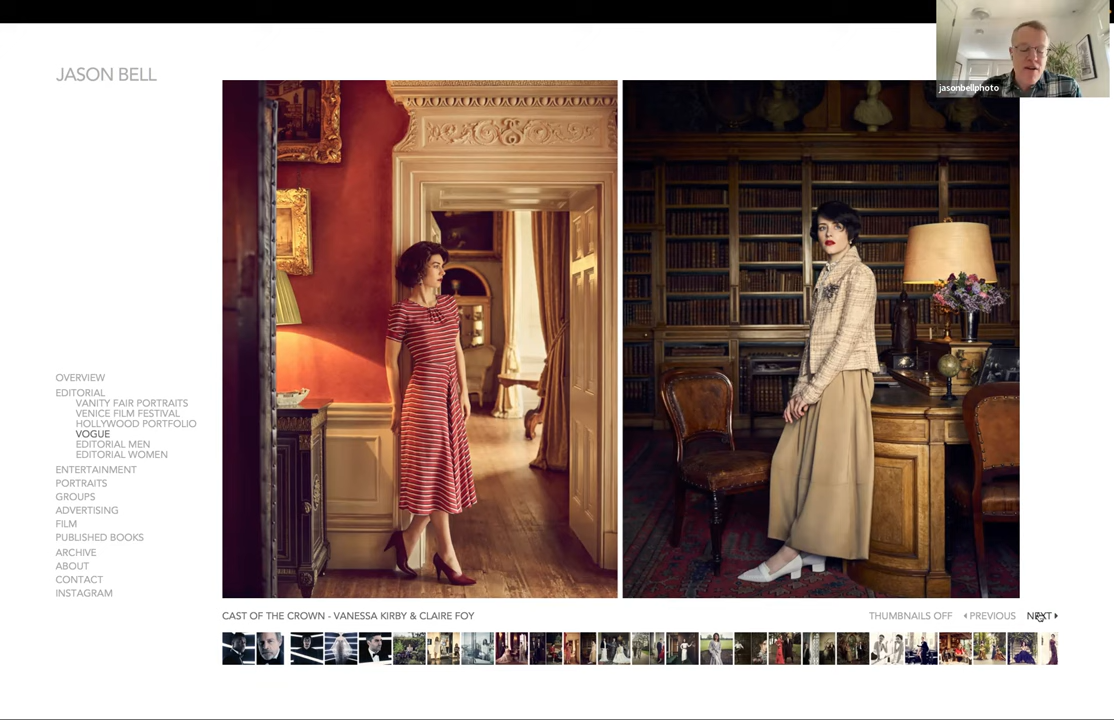 jasonbellphoto
JASON BELL
OVERVIEW
EDITORIAL
VANITY FAIR PORTRAITS
VENICE FILM FESTIVAL
HOLLYWOOD PORTFOLIO
VOGUE
EDITORIAL MEN
EDITORIAL WOMEN
ENTERTAINMENT
PORTRAITS
GROUPS
ADVERTISING
FILM
PUBLISHED BOOKS
ARCHIVE
ABOUT
CONTACT
INSTAGRAM
CAST OF THE CROWN - VANESSA KIRBY & CLAIRE FOY
THUMBNAILS OFF PREVIOUS NEXT